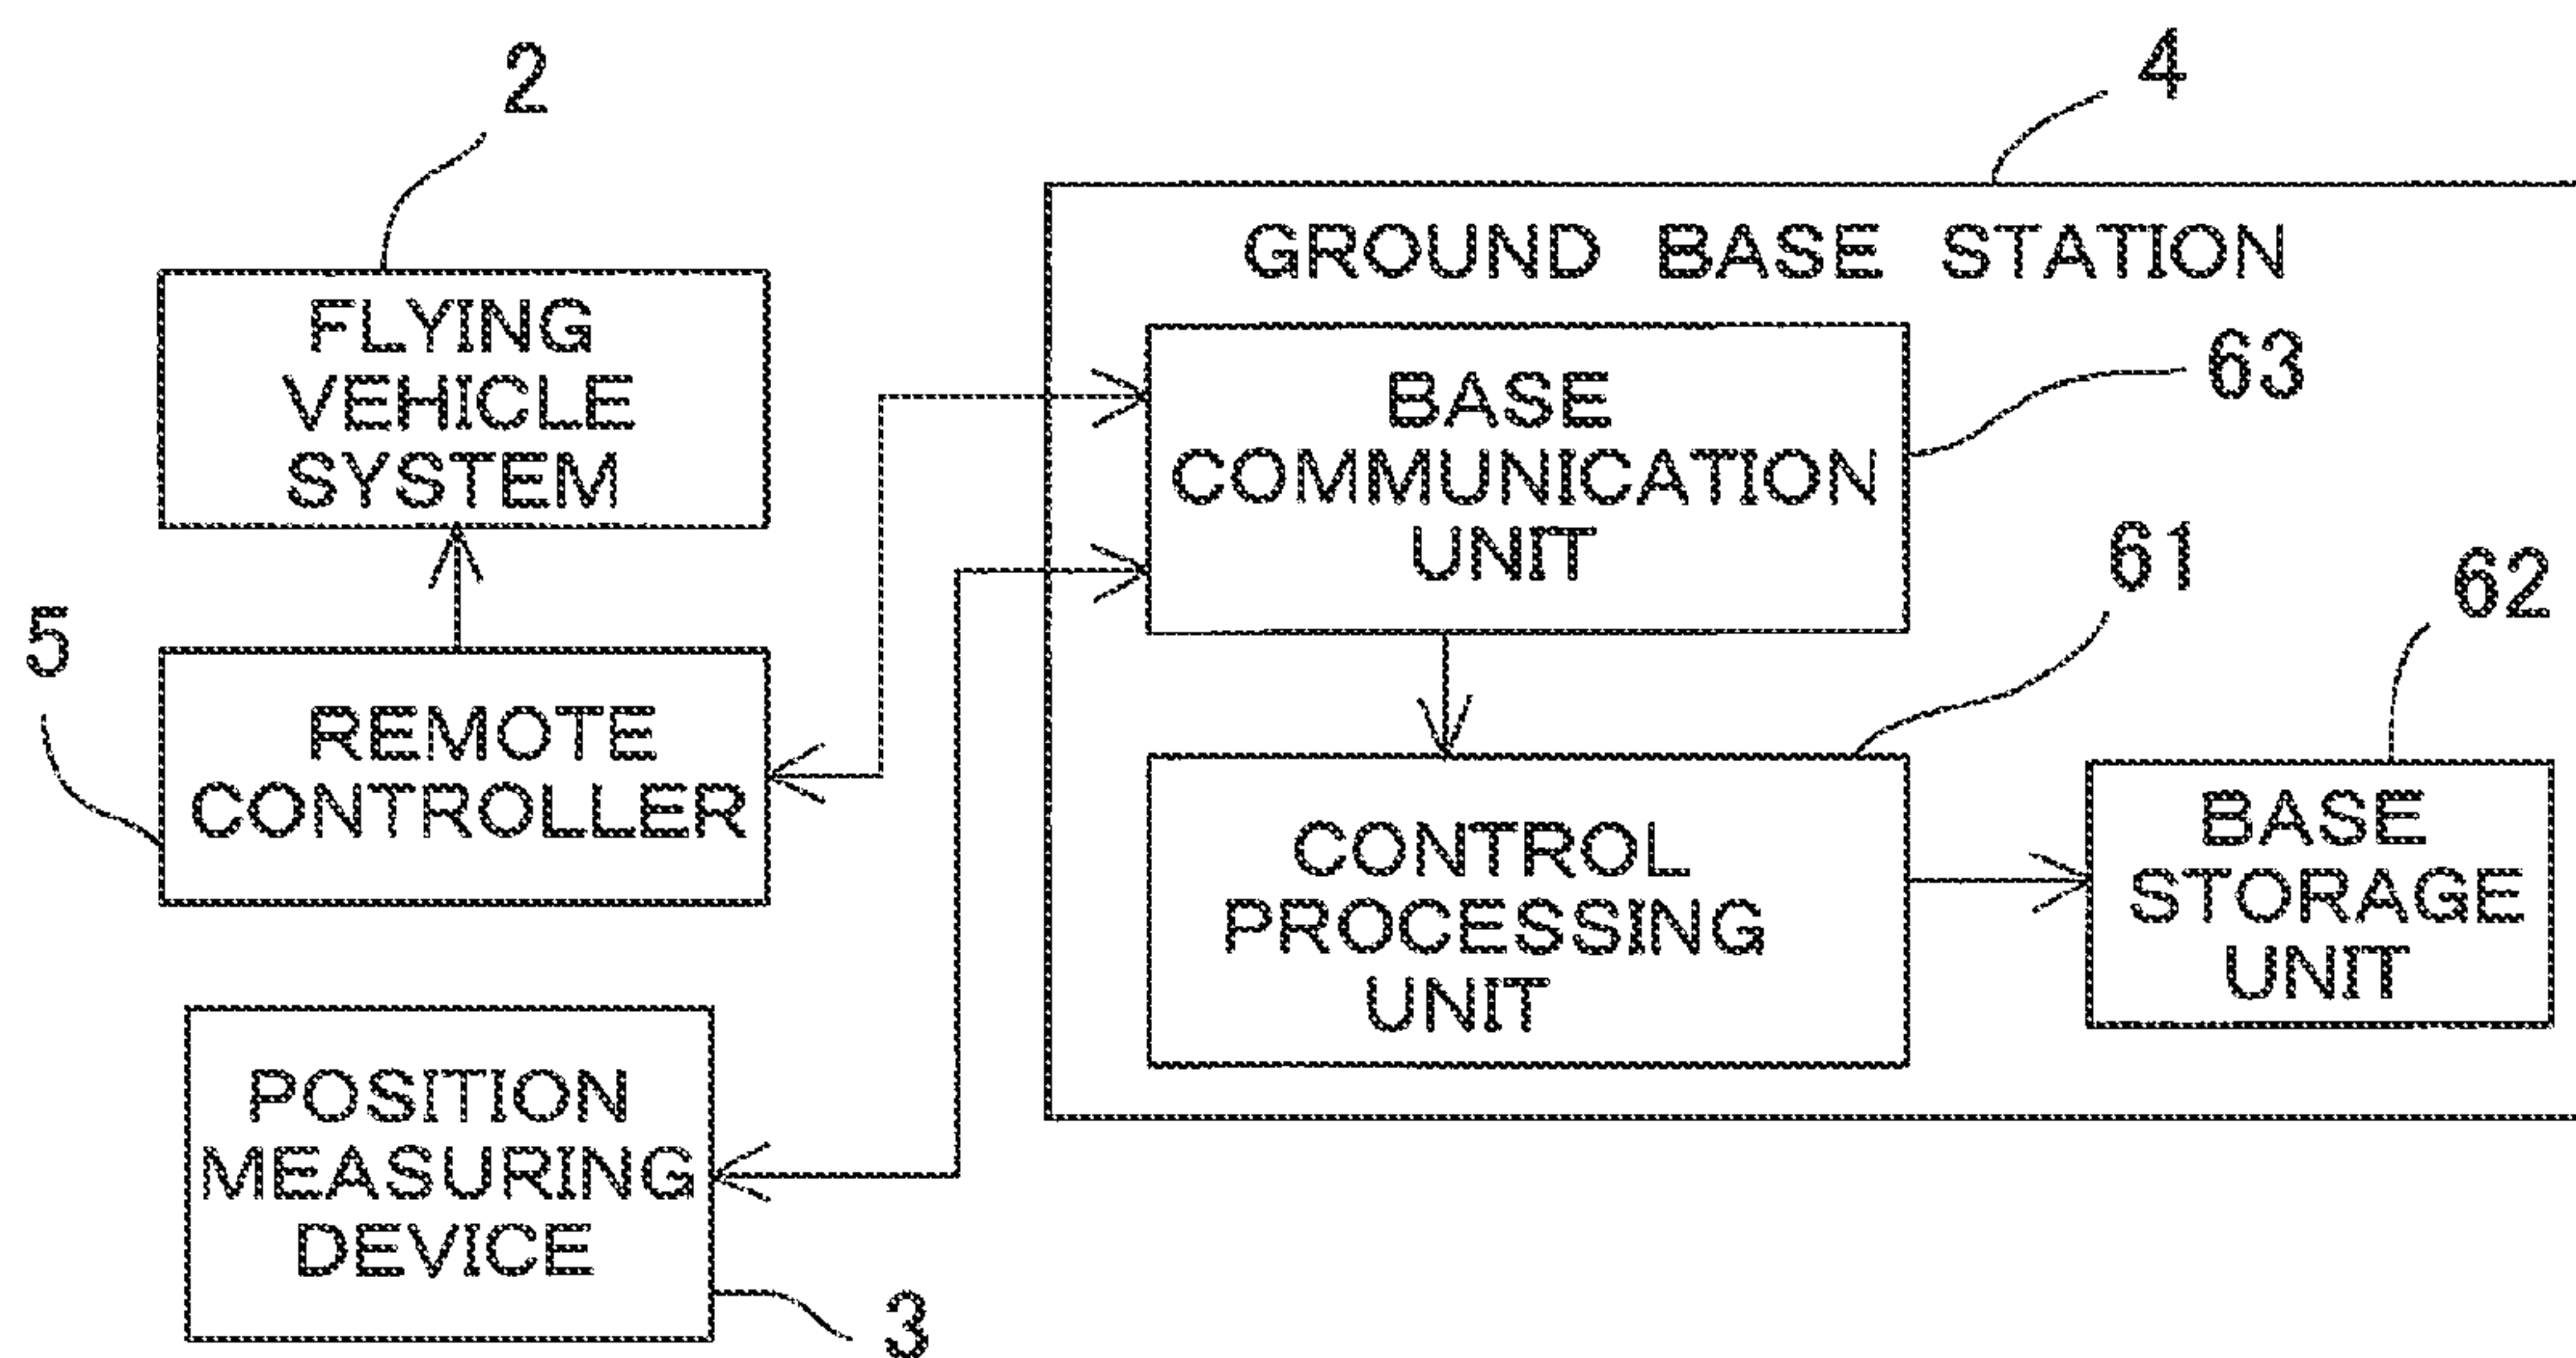 2
FLYING
VEHICLE
SYSTEM
5
REMOTE
CONTROLLER
POSITION
MEASURING
DEVICE
3
4
GROUND BASE STATION
63
BASE
COMMUNICATION
UNIT
61
CONTROL
PROCESSING
UNIT
62
BASE
STORAGE
UNIT